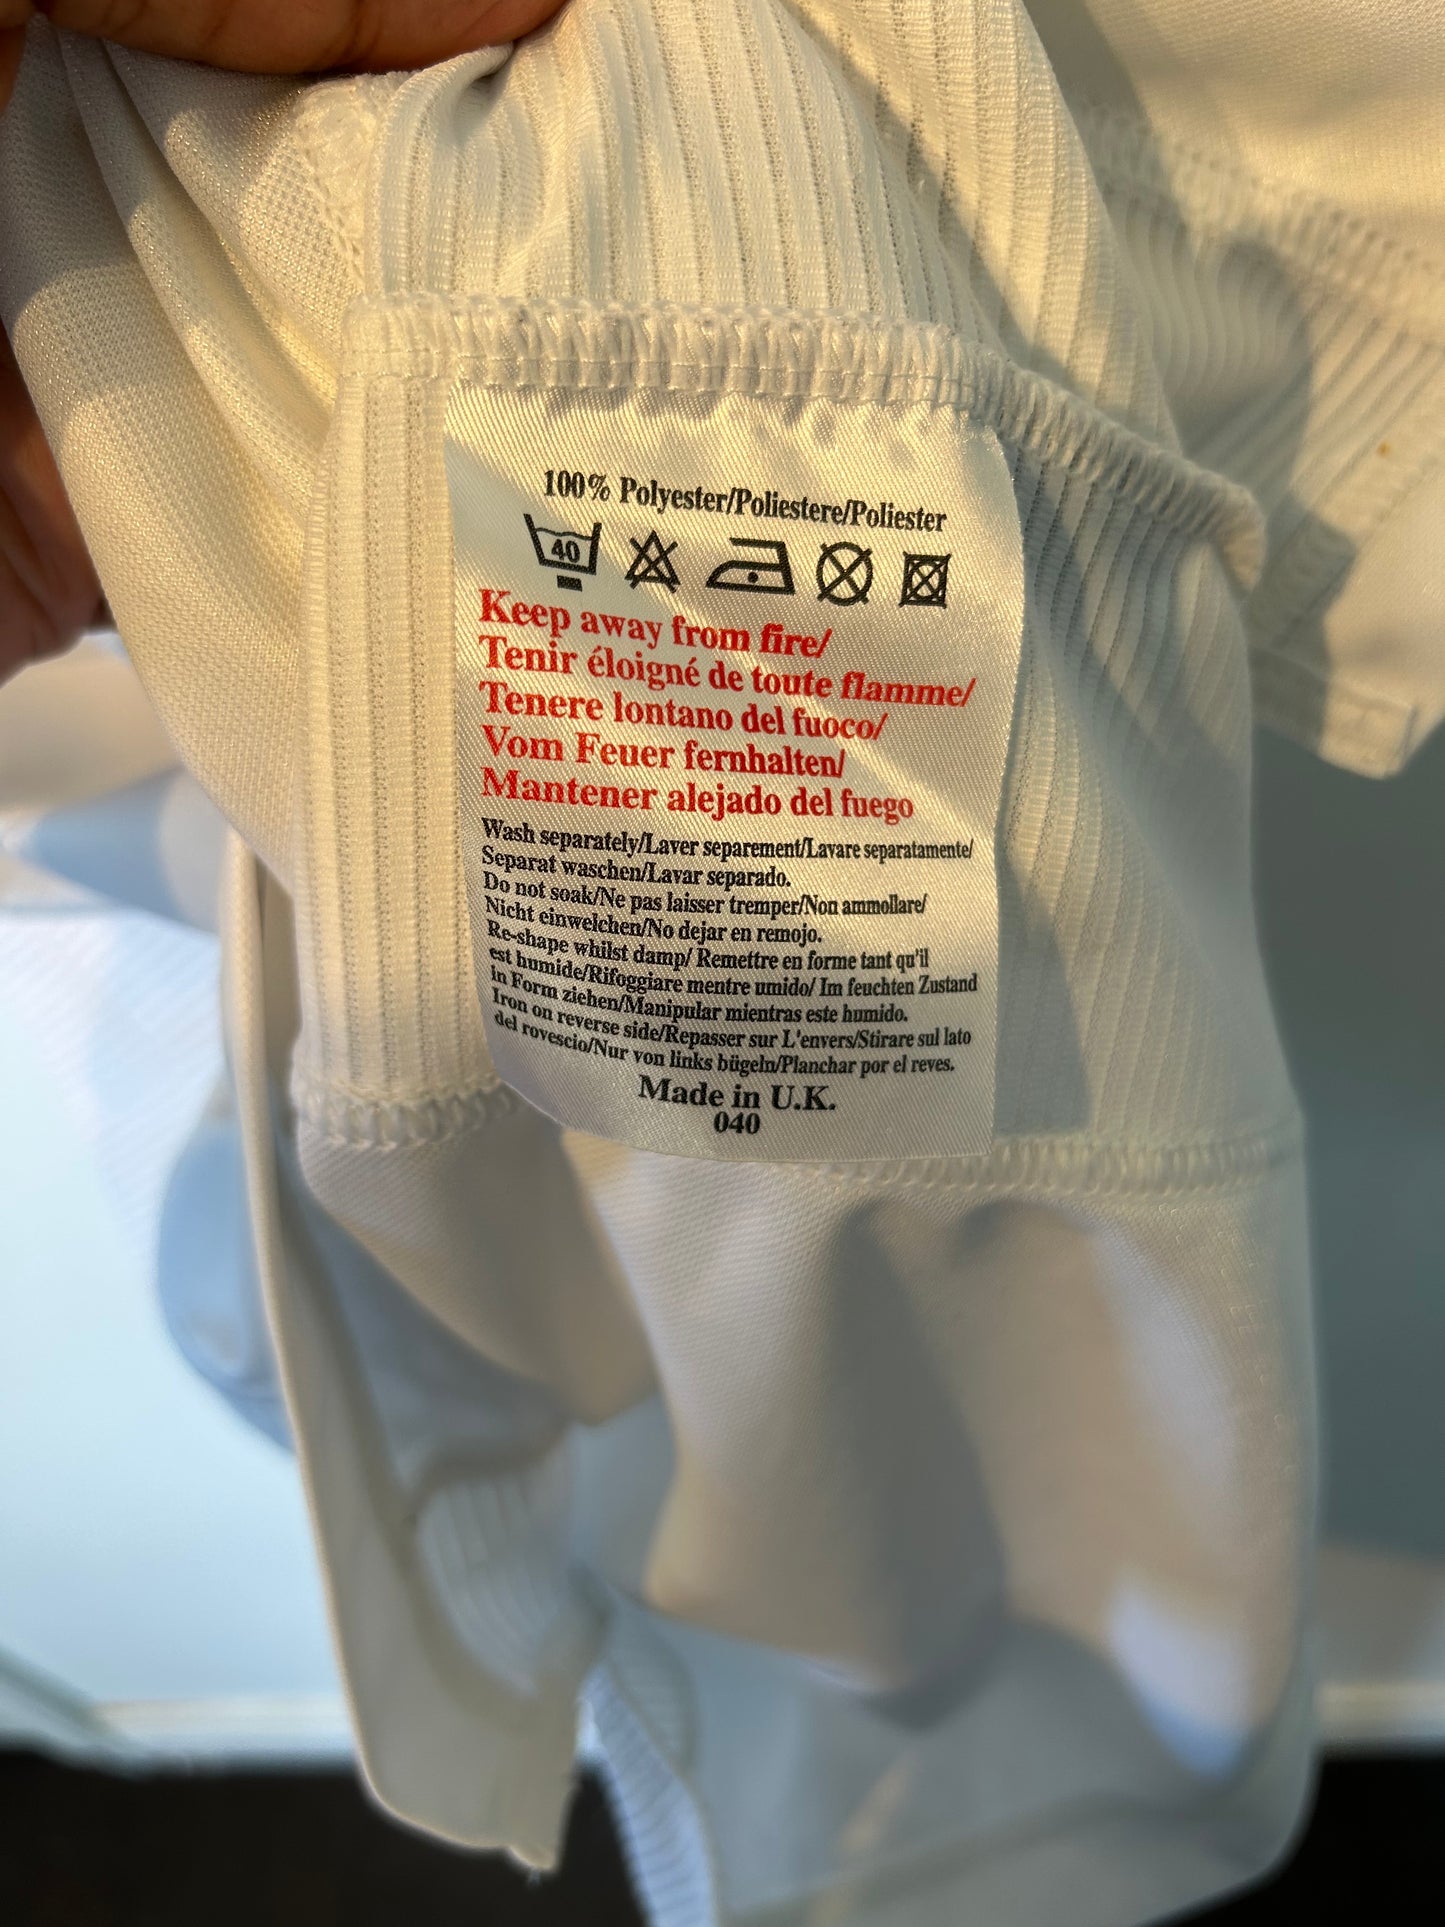 100% Polyester/Poliestere/Poliester
40
Keep away from fire/
Tenir éloigné de toute flamme/
Tenere lontano del fuoco/
Vom Feuer fernhalten/
Mantener alejado del fuego
Wash separately/Laver separement/Lavare separatamente/
Separat waschen/Lavar separado.
Do not soak/Ne pas laisser tremper/Non ammollare/
Nicht einwelchen/No dejar en remojo.
Re-shape whilst damp/ Remettre en forme tant qu'il
est humide/Rifoggiare mentre umido/ Im feuchten Zustand
in Form ziehen/Manipular mientras este humido.
Iron on reverse side/Repasser sur L'envers/Stirare sul lato
del rovescio/Nur von links bügeln/Planchar por el reves.
Made in U.K.
040